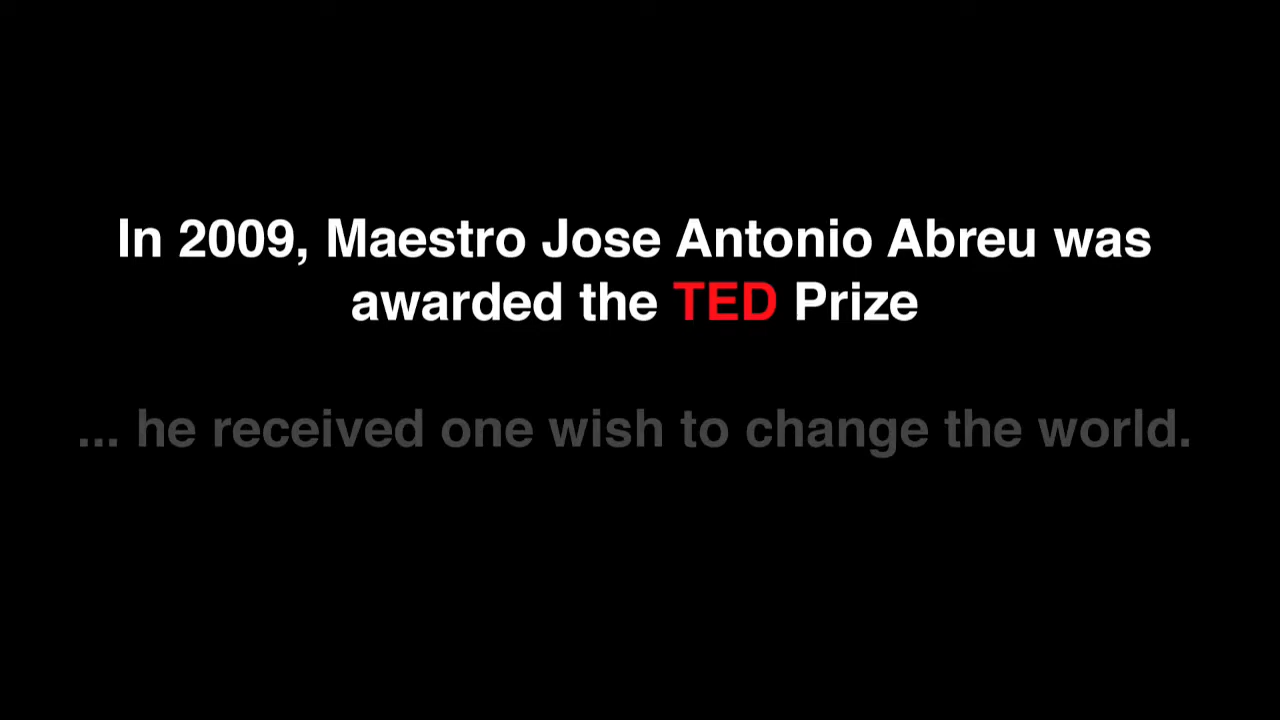 In 2009, Maestro Jose Antonio Abreu was
awarded the TED Prize
... he received one wish to change the world.